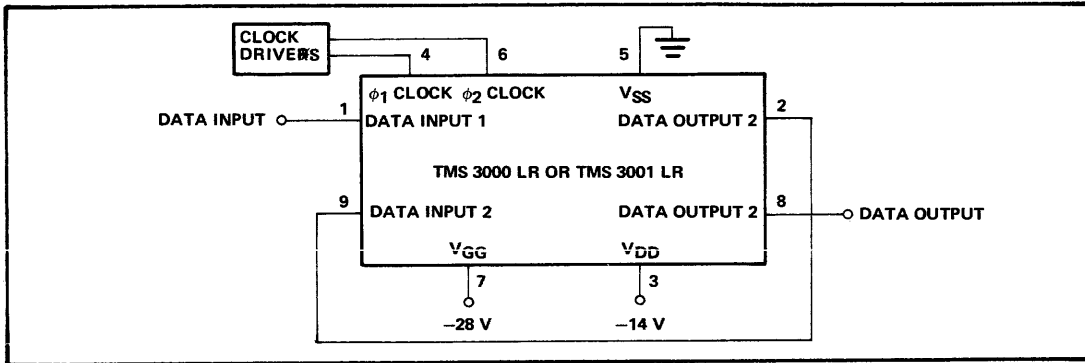 CLOCK
DRIVERS
4
6
5
ϕ1 CLOCK ϕ2 CLOCK
VSS
1
2
DATA INPUT
DATA INPUT 1
DATA OUTPUT 2
TMS 3000 LR OR TMS 3001 LR
9
8
DATA INPUT 2
DATA OUTPUT 2
DATA OUTPUT
VGG
VDD
7
3
−28 V
−14 V